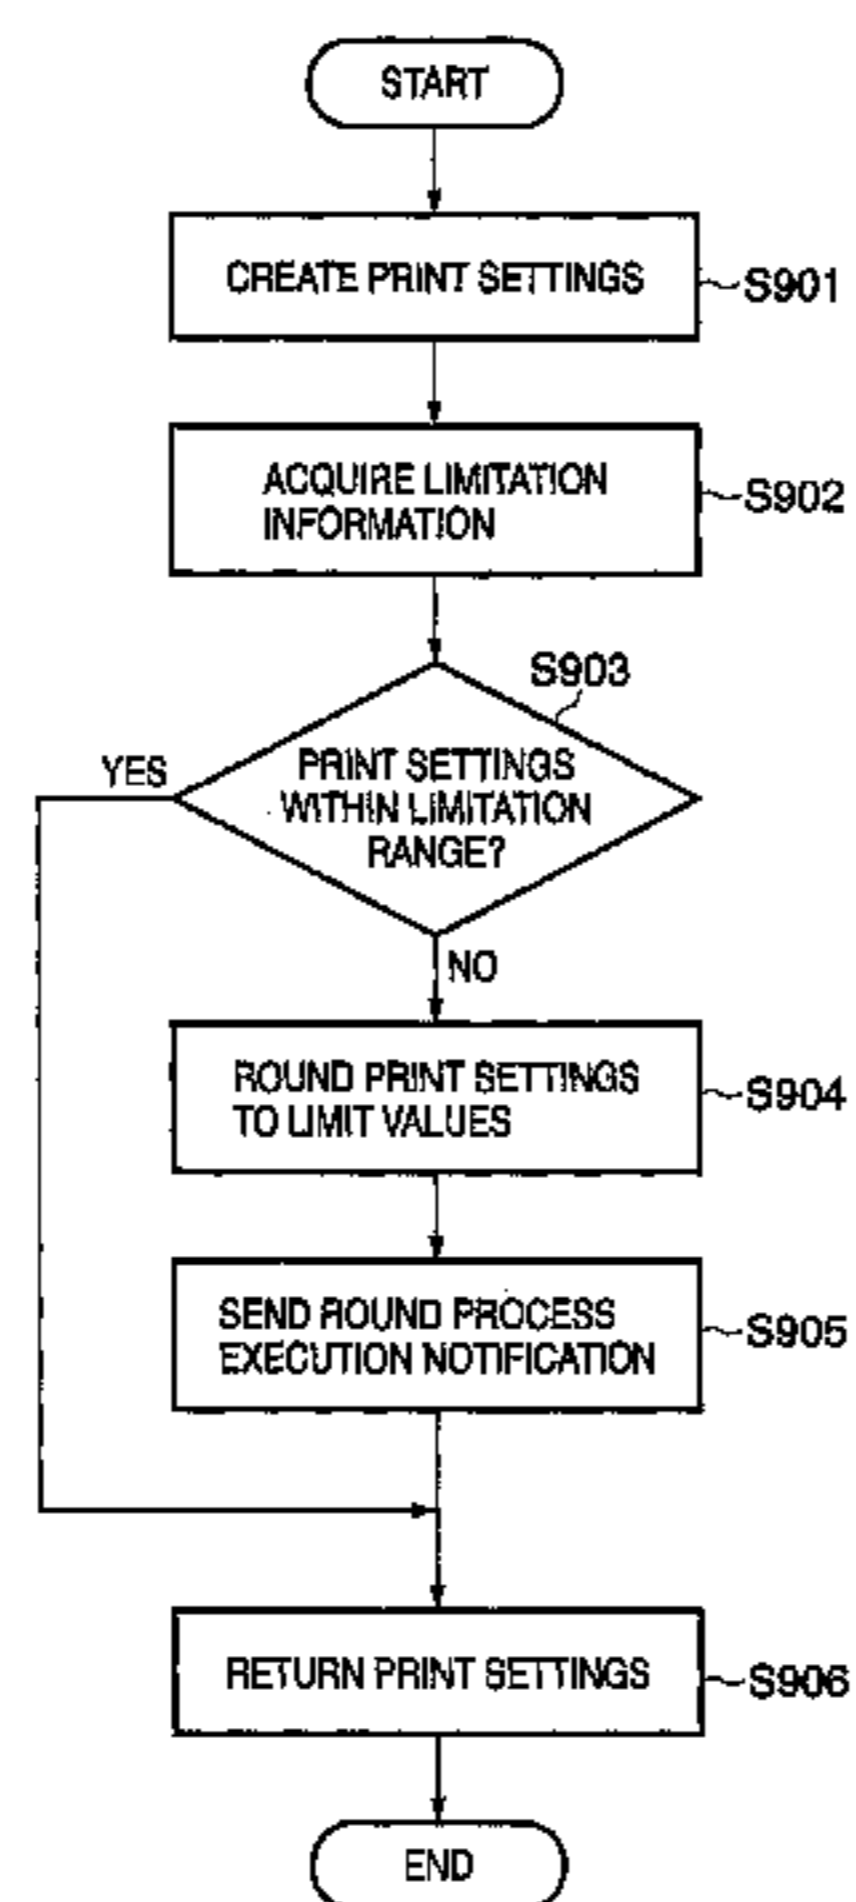 START
CREATE PRINT SETTINGS
S901
ACQUIRE LIMITATION
INFORMATION
S902
S903
PRINT SETTINGS
WITHIN LIMITATION
RANGE?
YES
NO
ROUND PRINT SETTINGS
TO LIMIT VALUES
S904
SEND ROUND PROCESS
EXECUTION NOTIFICATION
S905
RETURN PRINT SETTINGS
S906
END